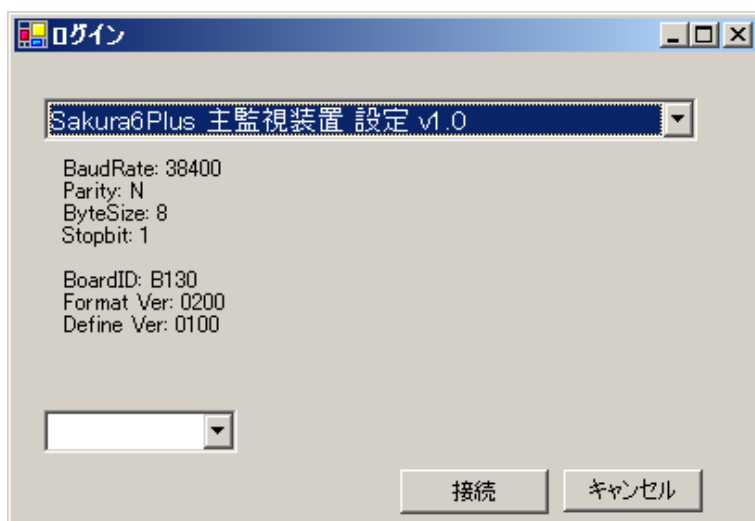 ログイン
Sakura6Plus 主監視装置 設定 v1.0
BaudRate: 38400
Parity: N
ByteSize: 8
Stopbit: 1
BoardID: B130
Format Ver: 0200
Define Ver: 0100
接続
キャンセル